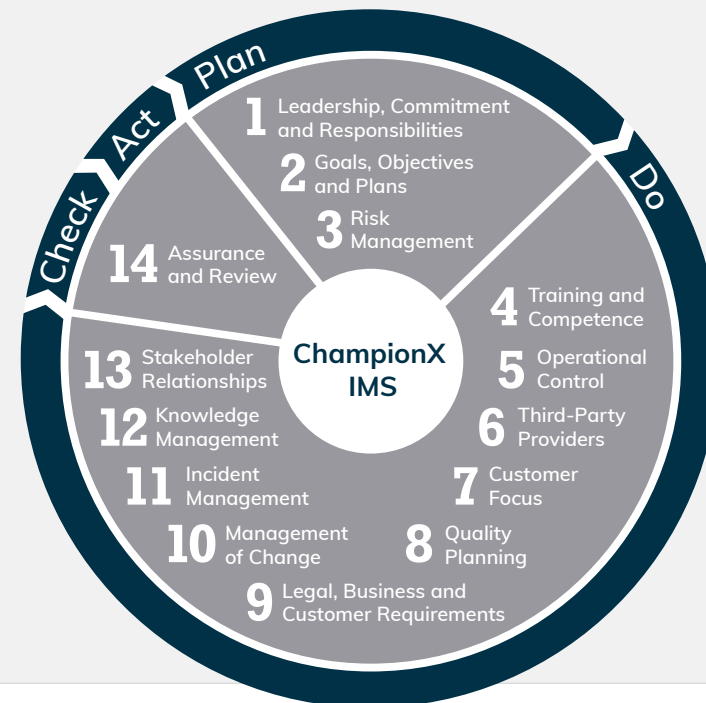 Plan
Do
Check
Act
1 Leadership, Commitment
and Responsibilities
2 Goals, Objectives
and Plans
3 Risk
Management
4 Training and
Competence
5 Operational
Control
6 Third-Party
Providers
7 Customer
Focus
8 Quality
Planning
9 Legal, Business and
Customer Requirements
10 Management
of Change
11 Incident
Management
12 Knowledge
Management
13 Stakeholder
Relationships
14 Assurance
and Review
ChampionX
IMS